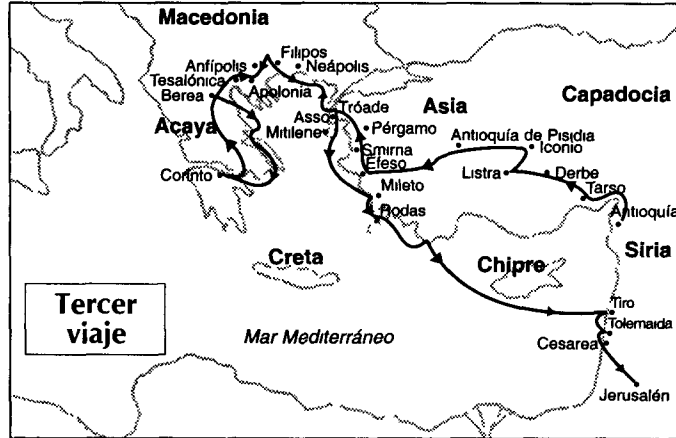 Macedonia
Filipos
Anfípolis
Neápolis
Tesalónica
Apolonia
Berea
Asia
Capadocia
Tróade
Asso
Acaya
Mitilene
Pérgamo
Antioquía de Pisidia
Iconio
Smirna
Efeso
Corinto
Listra
Derbe
Mileto
Tarso
Rodas
Antioquía
Siria
Creta
Chipre
Tercer
viaje
Tiro
Tolemaida
Mar Mediterráneo
Cesarea
Jerusalén